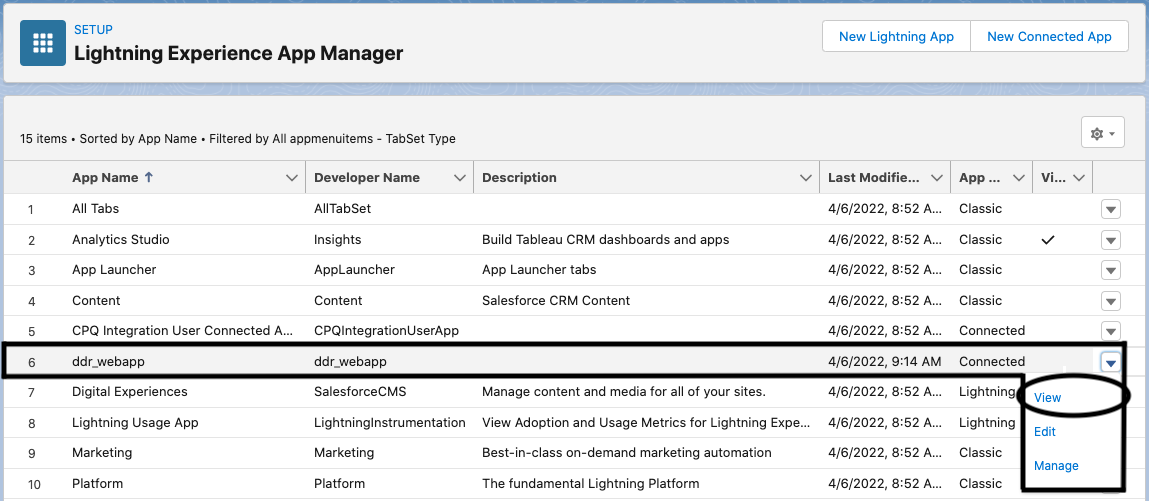 SETUP
Lightning Experience App Manager
New Lightning App New Connected App
15 items • Sorted by App Name • Filtered by All appmenuitems - TabSet Type
App Name Developer Name Description Last Modifie... App ... Vi...
1 All Tabs AllTabSet 4/6/2022, 8:52 A... Classic
2 Analytics Studio Insights Build Tableau CRM dashboards and apps 4/6/2022, 8:52 A... Classic
3 App Launcher AppLauncher App Launcher tabs 4/6/2022, 8:52 A... Classic
4 Content Content Salesforce CRM Content 4/6/2022, 8:52 A... Classic
5 CPQ Integration User Connected A... CPQIntegrationUserApp 4/6/2022, 8:52 A... Connected
6 ddr_webapp ddr_webapp 4/6/2022, 9:14 AM Connected
7 Digital Experiences SalesforceCMS Manage content and media for all of your sites. 4/6/2022, 8:52 A... Lightning
View
8 Lightning Usage App LightningInstrumentation View Adoption and Usage Metrics for Lightning Expe... 4/6/2022, 8:52 A... Lightning
Edit
9 Marketing Marketing Best-in-class on-demand marketing automation 4/6/2022, 8:52 A... Classic
Manage
10 Platform Platform The fundamental Lightning Platform 4/6/2022, 8:52 A... Classic